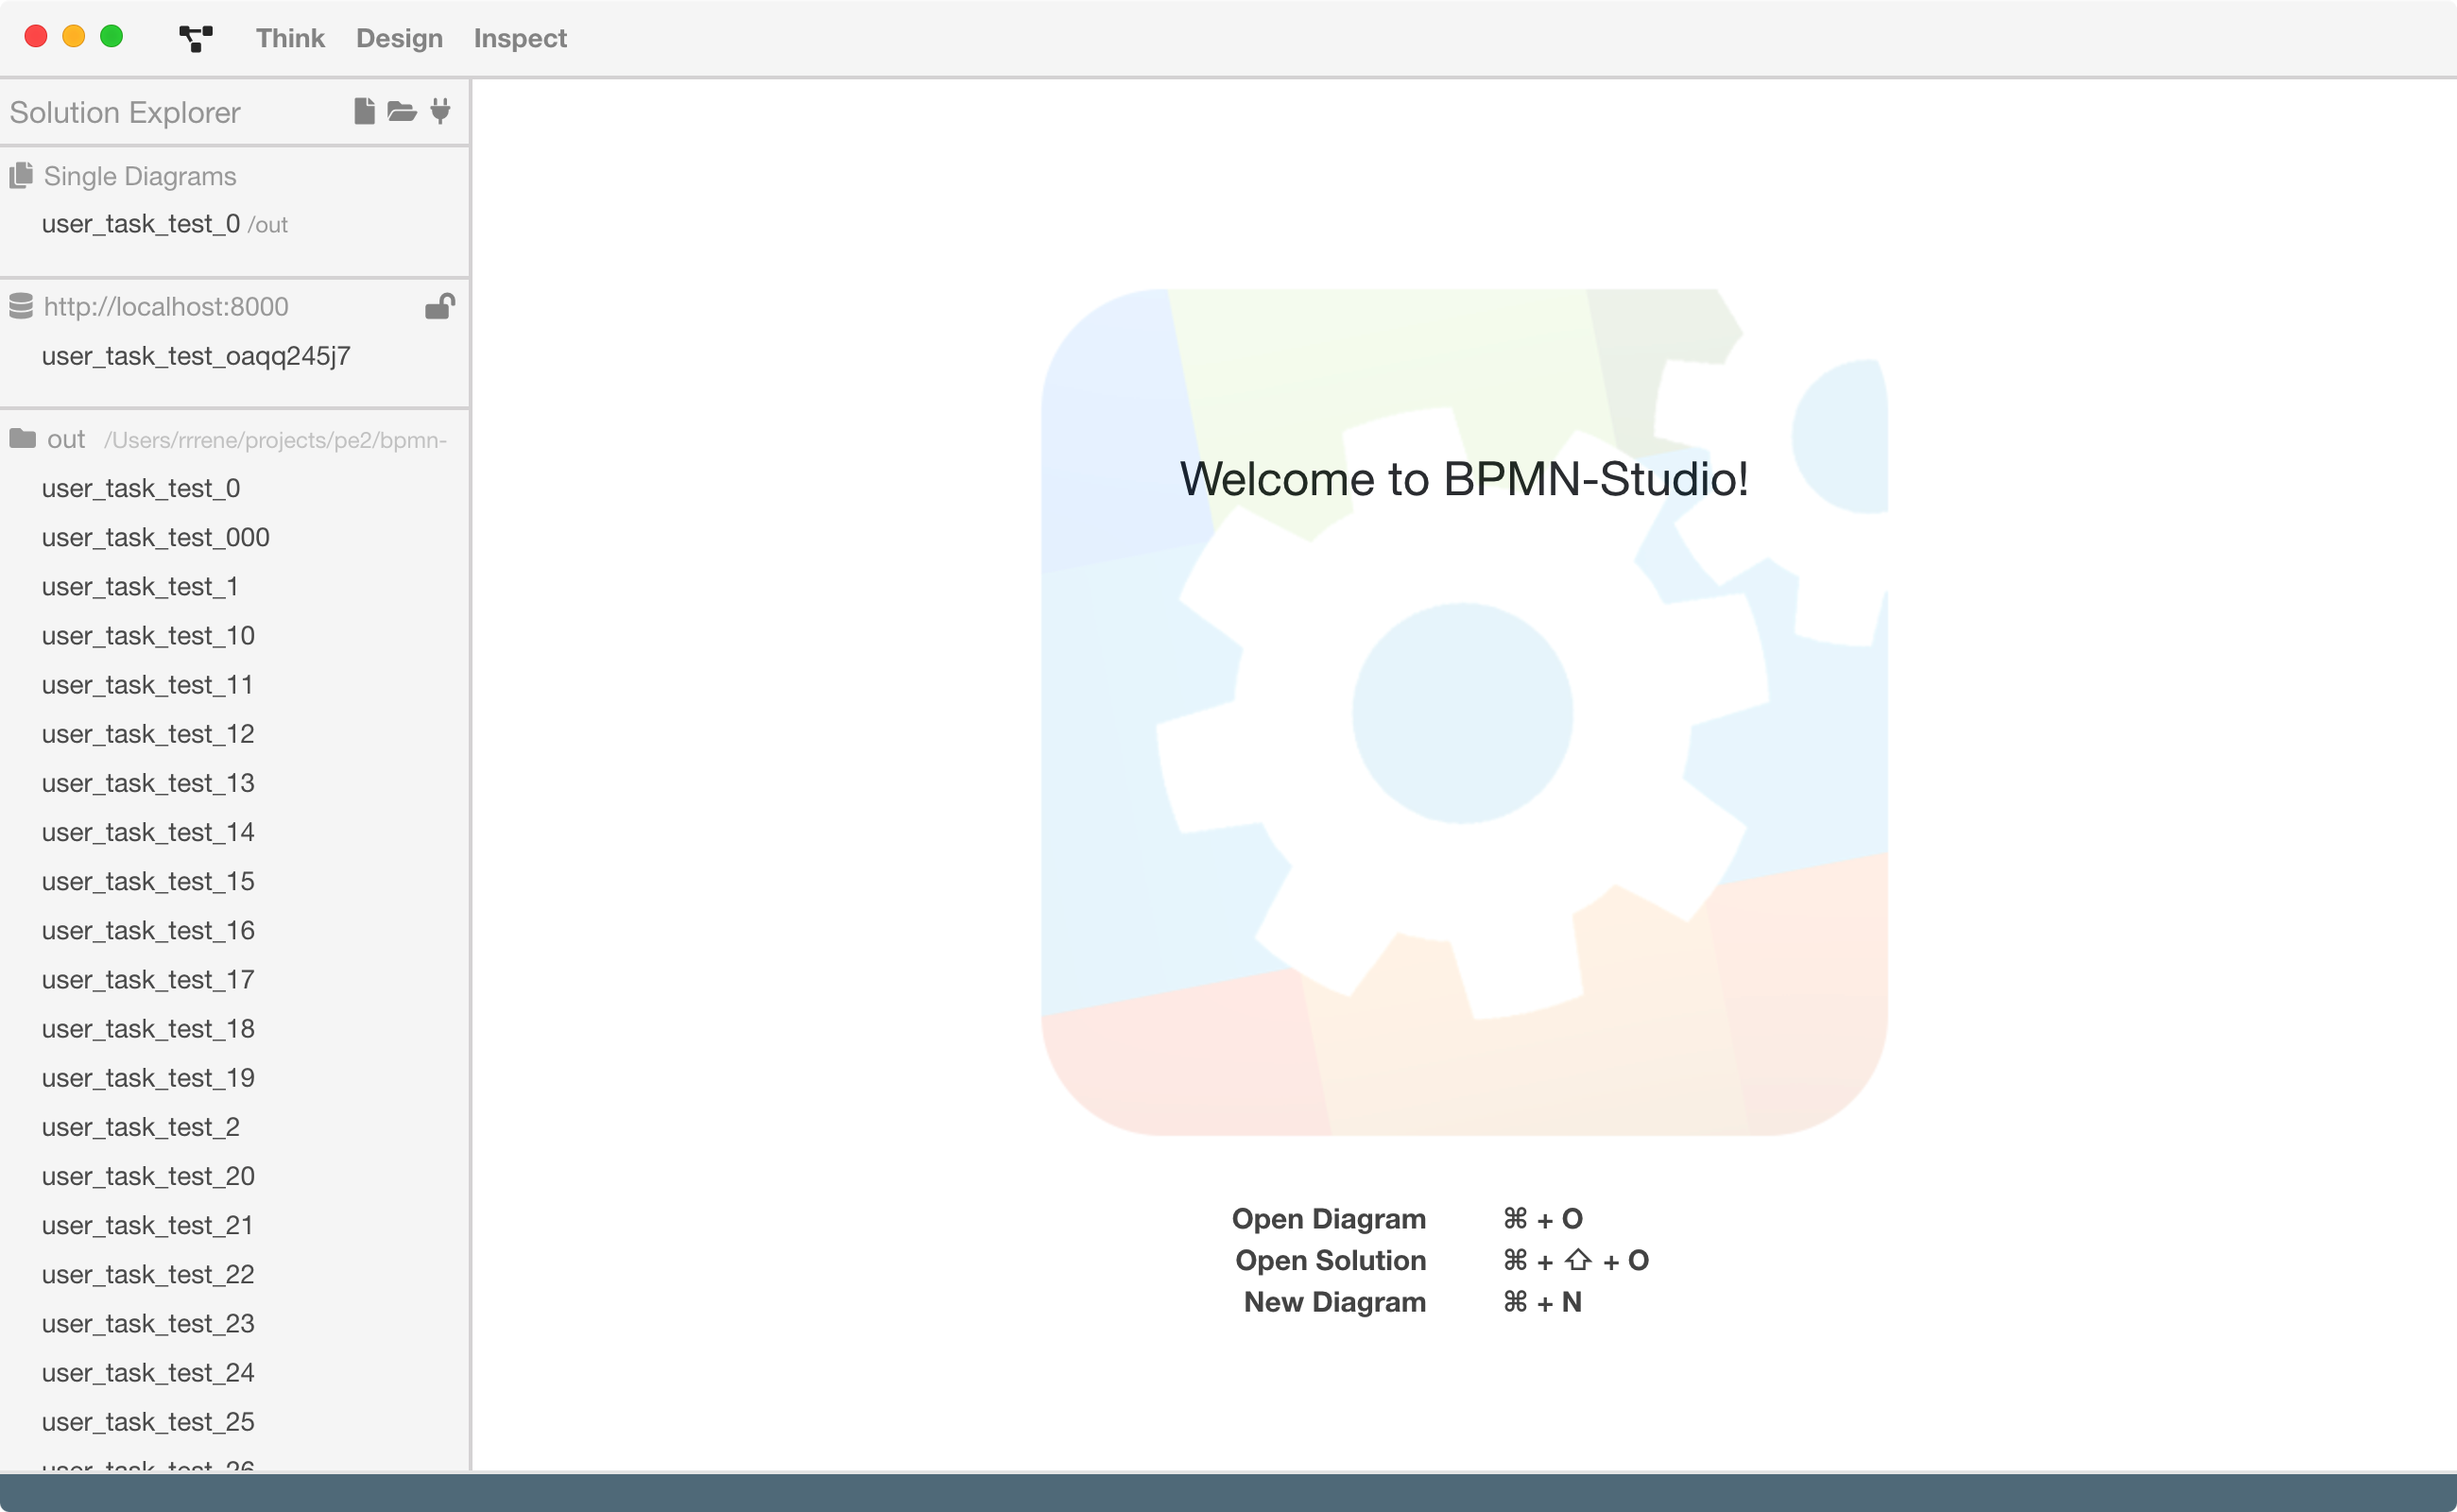 Think Design Inspect
Solution Explorer
Single Diagrams
user_task_test_0 /out
http://localhost:8000
user_task_test_oaqq245j7
out /Users/rrrene/projects/pe2/bpmn-
user_task_test_0
user_task_test_000
user_task_test_1
user_task_test_10
user_task_test_11
user_task_test_12
user_task_test_13
user_task_test_14
user_task_test_15
user_task_test_16
user_task_test_17
user_task_test_18
user_task_test_19
user_task_test_2
user_task_test_20
user_task_test_21
user_task_test_22
user_task_test_23
user_task_test_24
user_task_test_25
user_task_test_26
Welcome to BPMN-Studio!
Open Diagram ⌘ + O
Open Solution ⌘ + ⇧ + O
New Diagram ⌘ + N